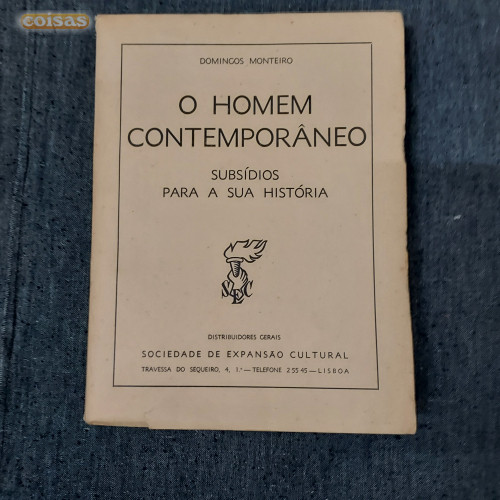 coisas
DOMINGOS MONTEIRO
O HOMEM
CONTEMPORÂNEO
SUBSÍDIOS
PARA A SUA HISTÓRIA
SEC
DISTRIBUIDORES GERAIS
SOCIEDADE DE EXPANSÃO CULTURAL
TRAVESSA DO SEQUEIRO, 4, 1.º — TELEFONE 2 55 45 — LISBOA